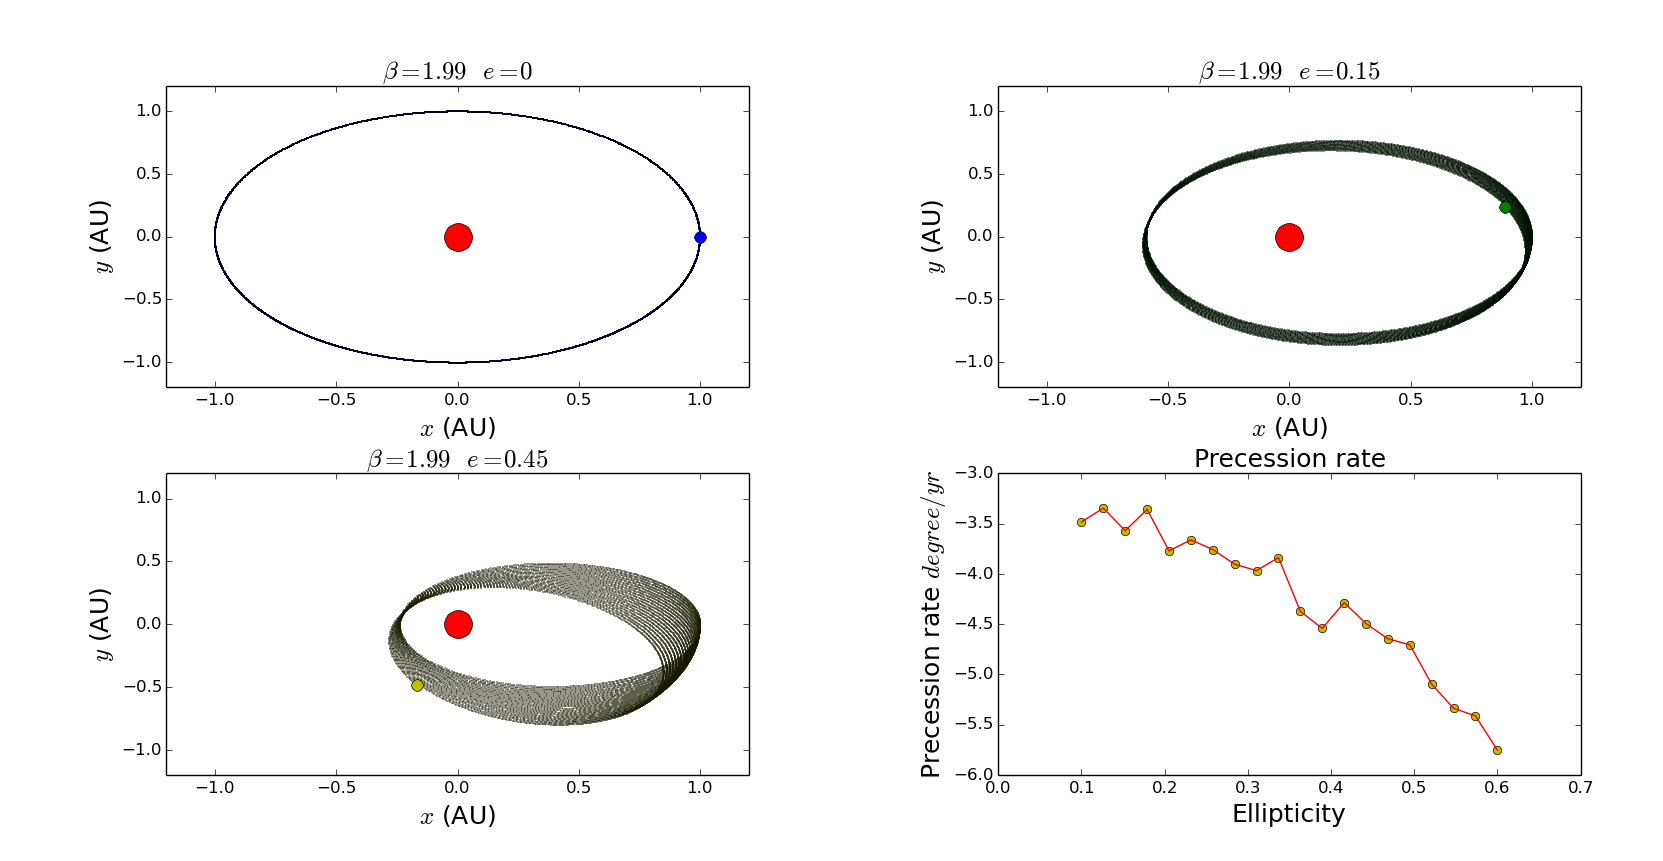 β=1.99 e=0
1.0
0.5
0.0
−0.5
−1.0
y (AU)
−1.0 −0.5 0.0 0.5 1.0
x (AU)
β=1.99 e=0.15
1.0
0.5
0.0
−0.5
−1.0
y (AU)
−1.0 −0.5 0.0 0.5 1.0
x (AU)
β=1.99 e=0.45
1.0
0.5
0.0
−0.5
−1.0
y (AU)
−1.0 −0.5 0.0 0.5 1.0
x (AU)
Precession rate
−3.0
−3.5
−4.0
−4.5
−5.0
−5.5
−6.0
Precession rate degree/yr
0.0 0.1 0.2 0.3 0.4 0.5 0.6 0.7
Ellipticity